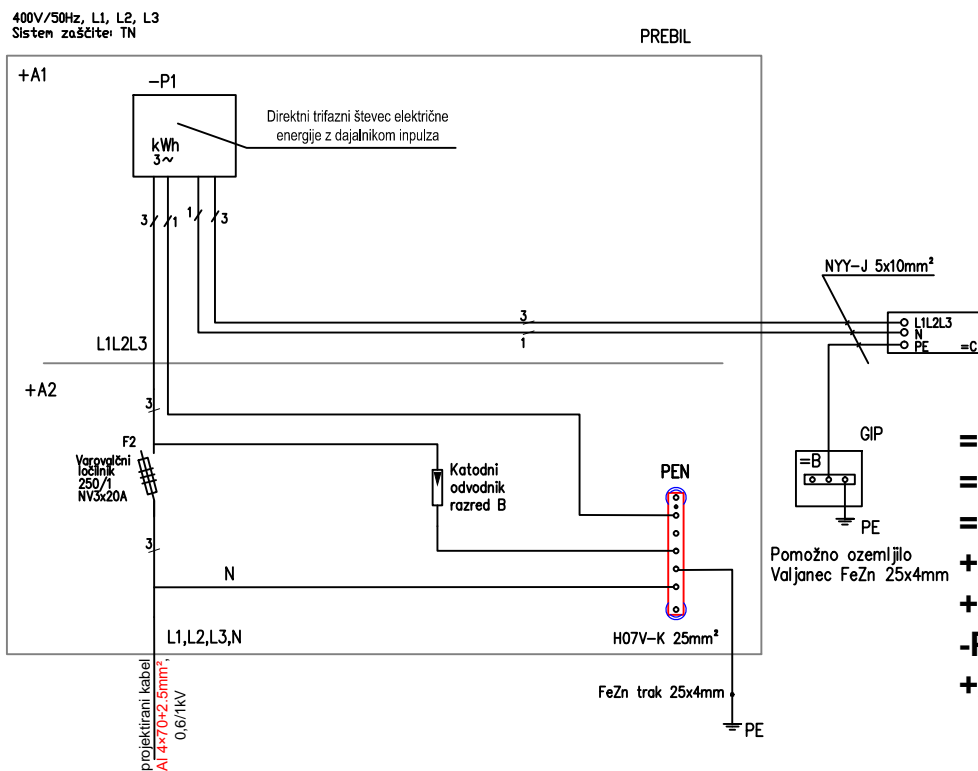 400V/50Hz, L1, L2, L3
Sistem zaščite: TN
PREBIL
+A1
-P1
Direktni trifazni števec električne
energije z dajalnikom inpulza
kWh
3~
3
1
1
3
NYY-J 5x10mm²
3
1
L1L2L3
N
PE
=C
L1L2L3
+A2
3
F2
Varovalčni
ločilnik
250/1
NV3x20A
Katodni
odvodnik
razred B
PEN
GIP
=B
PE
=
=
=
+
+
+
Pomožno ozemljilo
Valjanec FeZn 25x4mm
3
N
L1,L2,L3,N
H07V-K 25mm²
FeZn trak 25x4mm
PE
projektirani kabel
Al 4×70+2.5mm²,
0,6/1kV